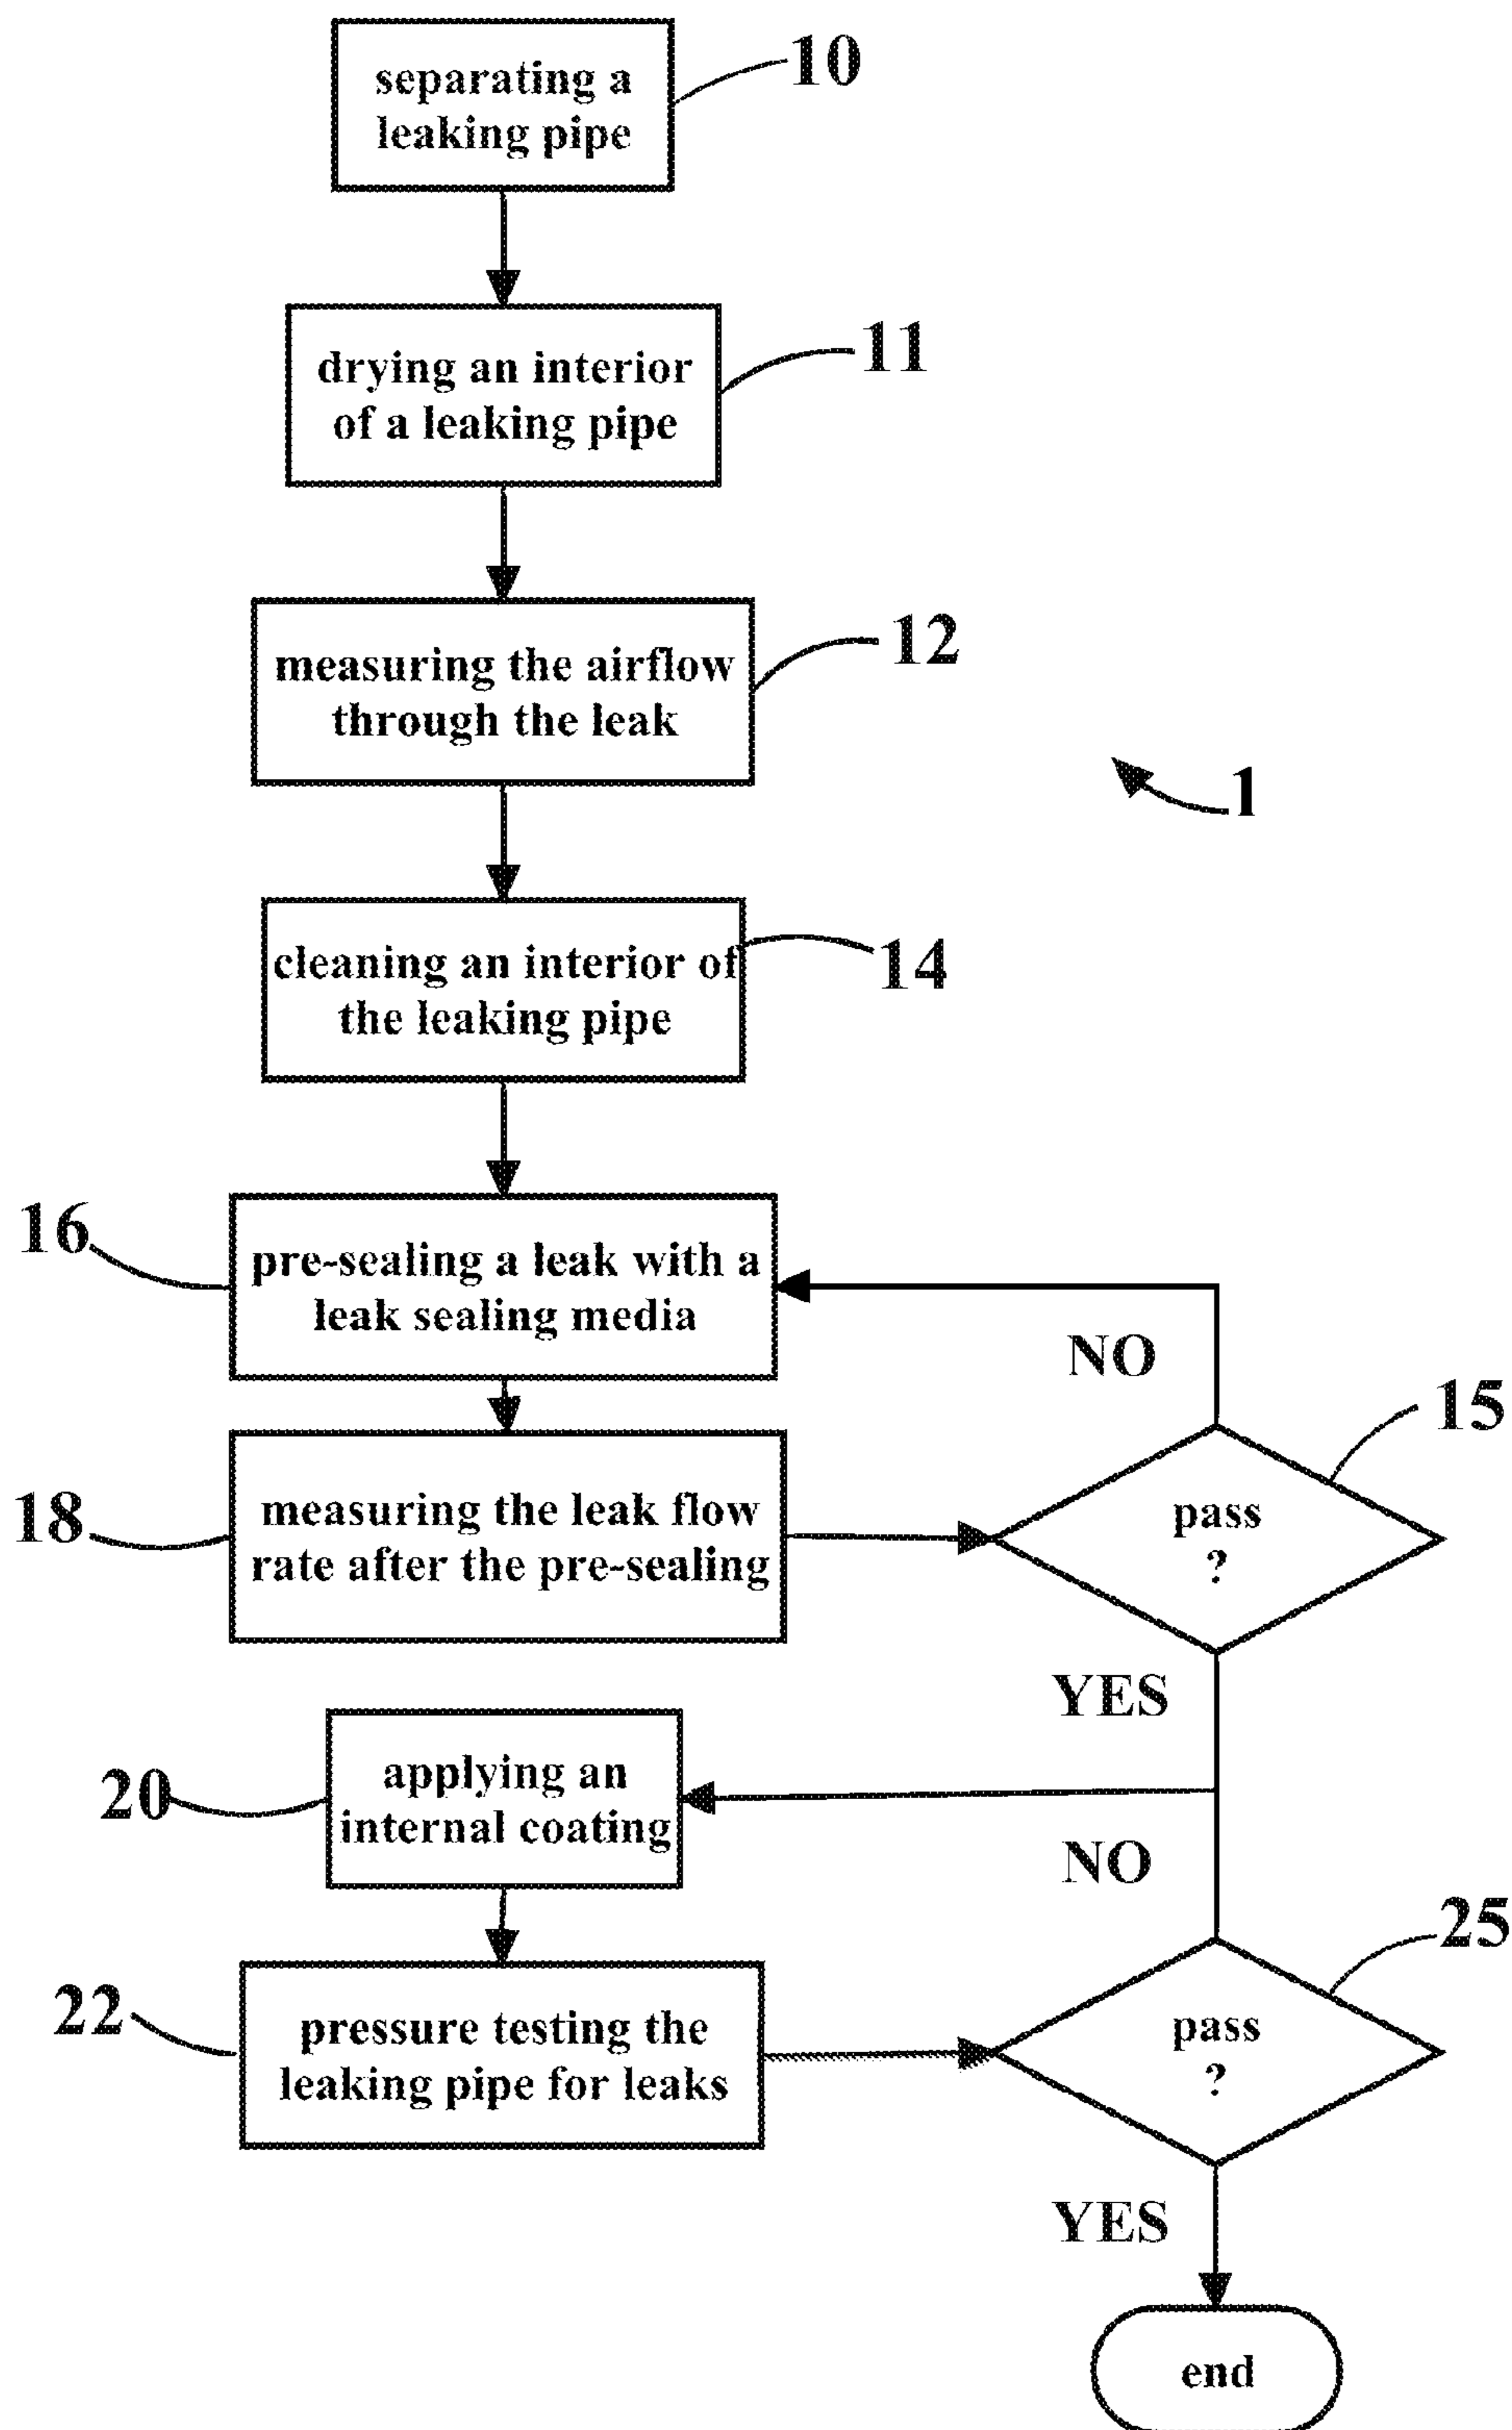 separating a
leaking pipe
10
drying an interior
of a leaking pipe
11
measuring the airflow
through the leak
12
1
cleaning an interior of
the leaking pipe
14
16
pre-sealing a leak with a
leak sealing media
NO
15
18
measuring the leak flow
rate after the pre-sealing
pass
?
YES
20
applying an
internal coating
NO
25
22
pressure testing the
leaking pipe for leaks
pass
?
YES
end